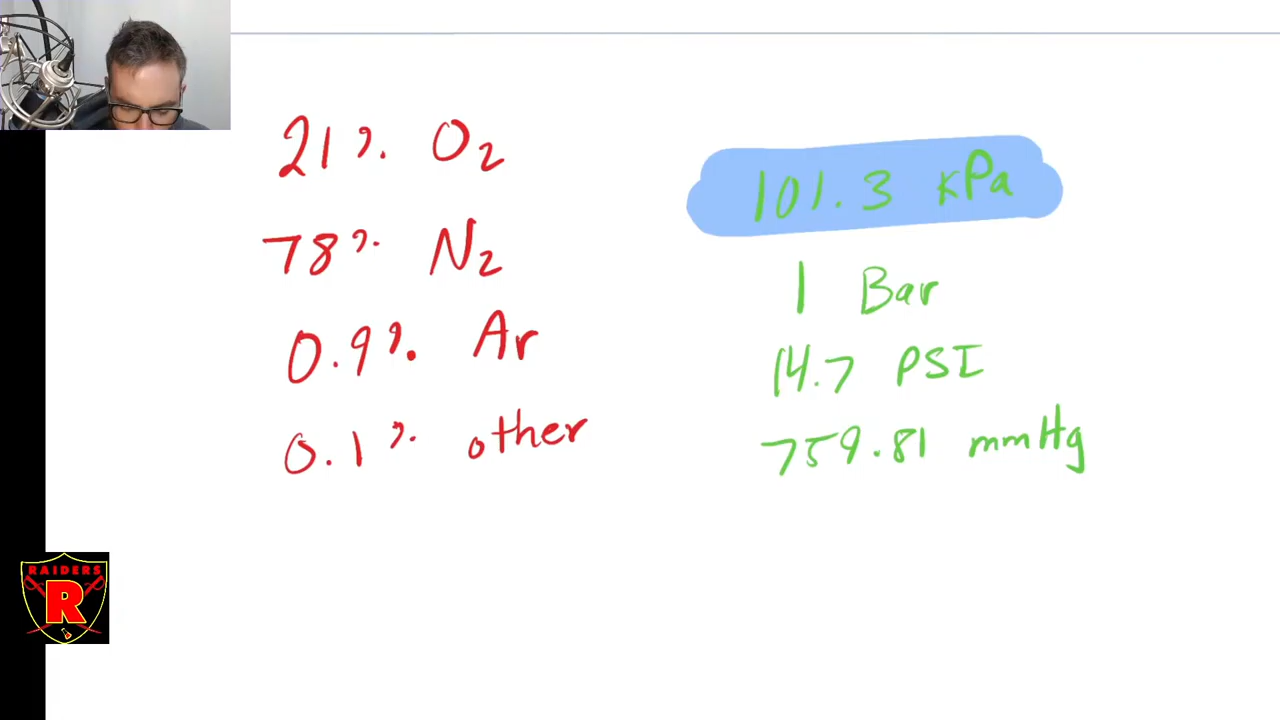 21% O2
78% N2
0.9% Ar
0.1% other
101.3 kPa
1 Bar
14.7 PSI
759.81 mmHg
RAIDERS
R